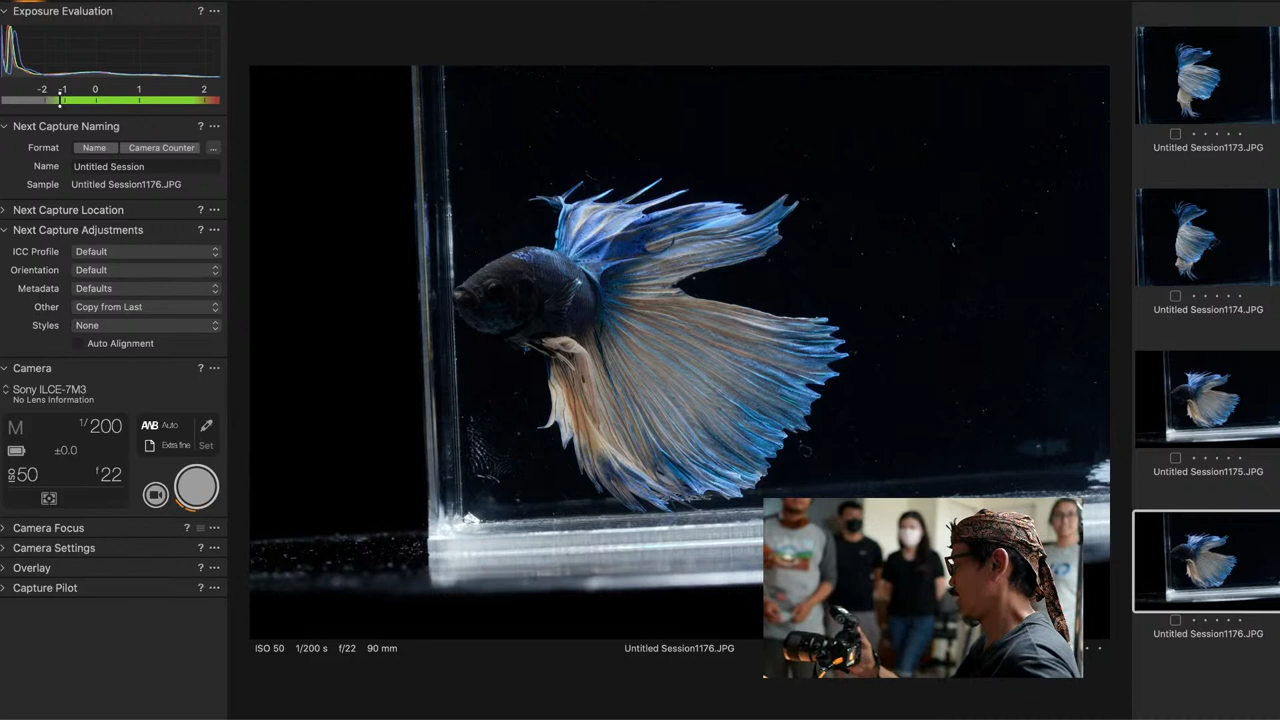 Exposure Evaluation ? ...
-2 -1 0 1 2
Next Capture Naming ? ...
Format Name Camera Counter ...
Name Untitled Session
Sample Untitled Session1176.JPG
Next Capture Location ? ...
Next Capture Adjustments ? ...
ICC Profile Default
Orientation Default
Metadata Defaults
Other Copy from Last
Styles None
Auto Alignment
Camera ? ...
Sony ILCE-7M3
No Lens Information
M 1/200
AWB Auto
±0.0
Extra fine Set
ISO 50 f22
Camera Focus ? ...
Camera Settings ? ...
Overlay ? ...
Capture Pilot ? ...
ISO 50 1/200 s f/22 90 mm
Untitled Session1176.JPG
Untitled Session1173.JPG
Untitled Session1174.JPG
Untitled Session1175.JPG
Untitled Session1176.JPG